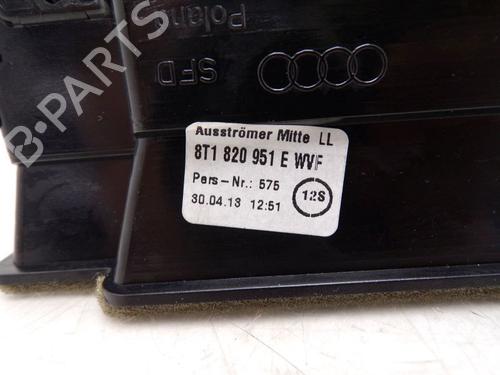 Poland
SFD
Ausströmer Mitte LL
8T1 820 951 E WVF
Pers-Nr.: 575
30.04.13 12:51
12S
B-Parts